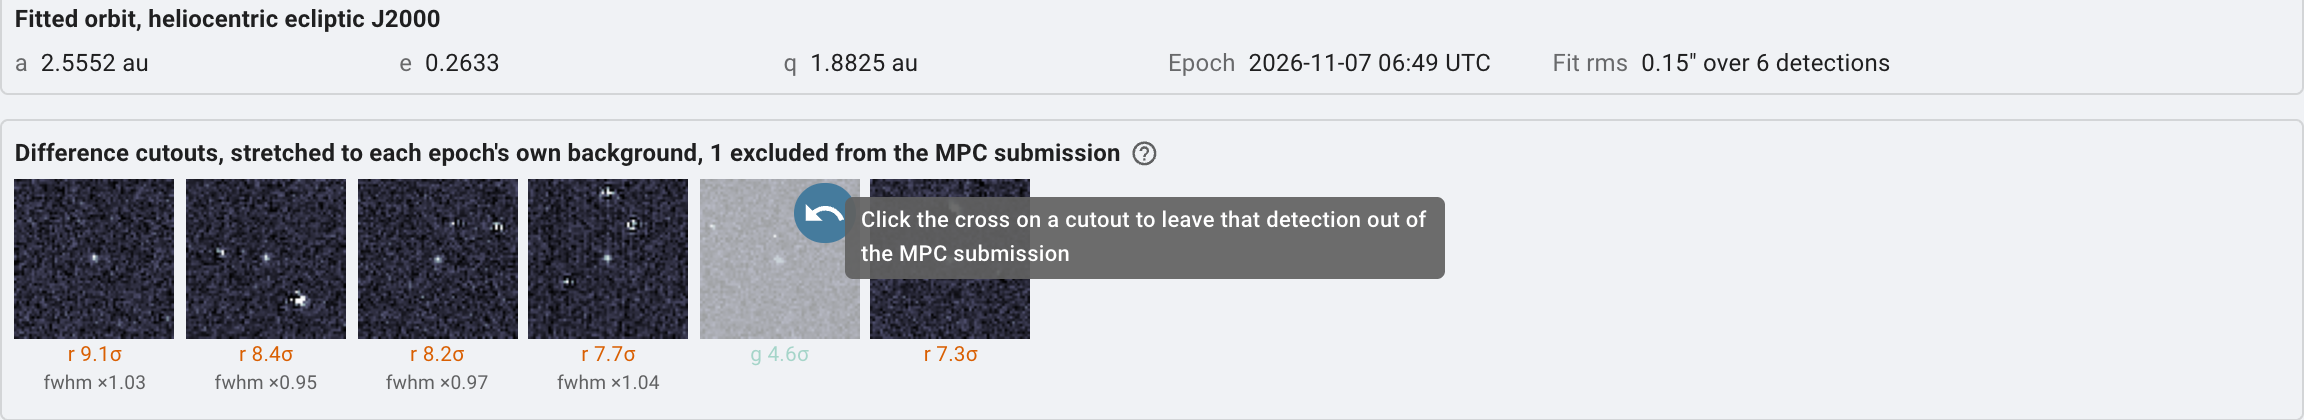 Fitted orbit, heliocentric ecliptic J2000
a 2.5552 au e 0.2633 q 1.8825 au Epoch 2026-11-07 06:49 UTC Fit rms 0.15" over 6 detections
Difference cutouts, stretched to each epoch's own background, 1 excluded from the MPC submission
Click the cross on a cutout to leave that detection out of
the MPC submission
r 9.1σ r 8.4σ r 8.2σ r 7.7σ g 4.6σ r 7.3σ
fwhm ×1.03 fwhm ×0.95 fwhm ×0.97 fwhm ×1.04